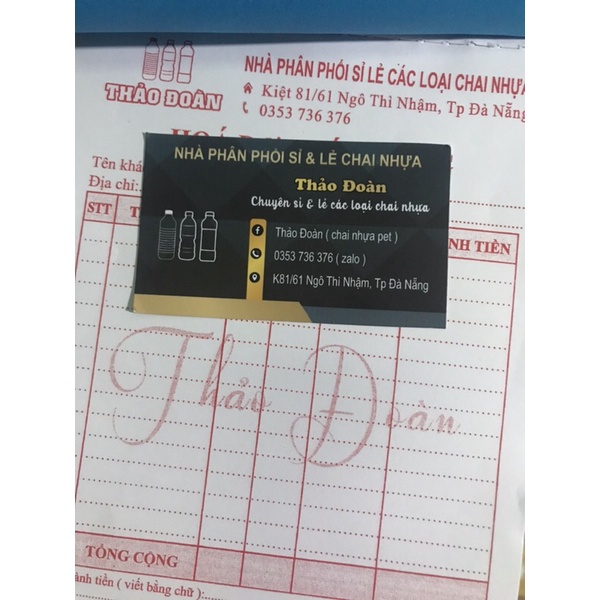 THẢO ĐOÀN
NHÀ PHÂN PHỐI SỈ LẺ CÁC LOẠI CHAI NHỰA
Kiệt 81/61 Ngô Thì Nhậm, Tp Đà Nẵng
0353 736 376
Tên
Địa chỉ:
STT
TIỀN
NHÀ PHÂN PHỐI SỈ & LẺ CHAI NHỰA
Thảo Đoàn
Chuyên sỉ & lẻ các loại chai nhựa
Thảo Đoàn ( chai nhựa pet )
0353 736 376 ( zalo )
K81/61 Ngô Thì Nhậm, Tp Đà Nẵng
Thảo Đoàn
TỔNG CỘNG
tiền ( viết bằng chữ ):